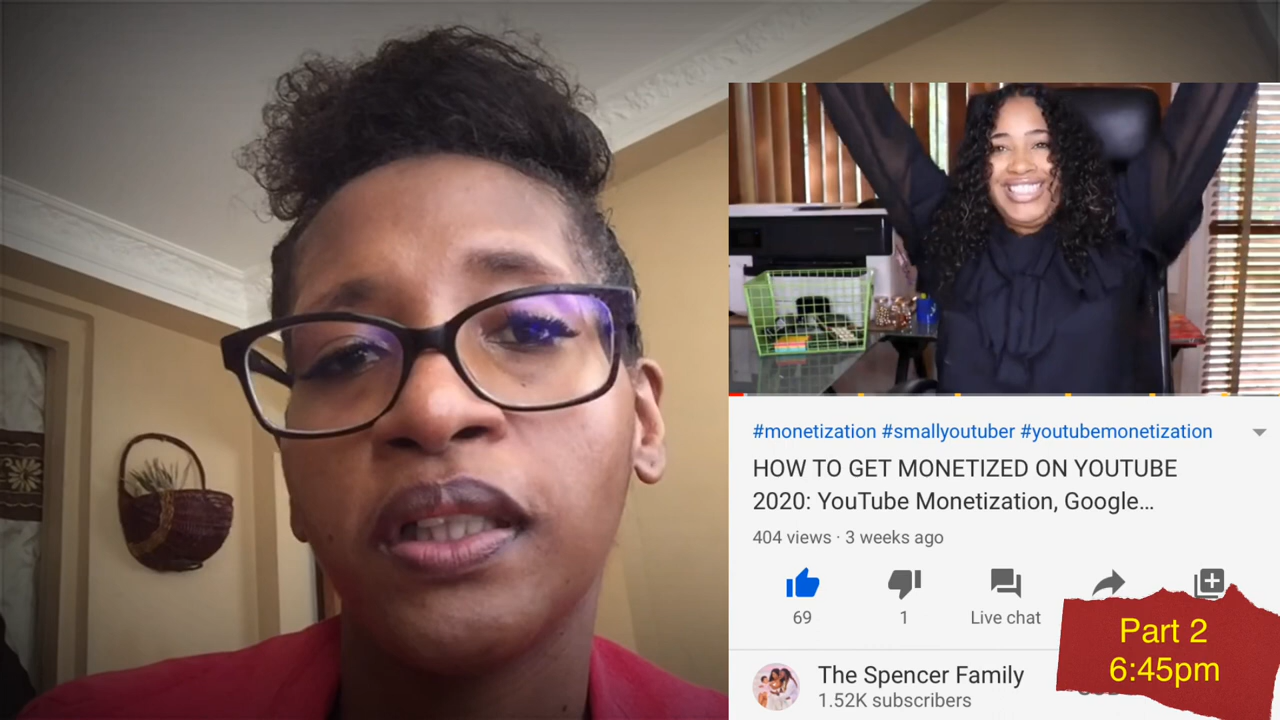 #monetization #smallyoutuber #youtubemonetization
HOW TO GET MONETIZED ON YOUTUBE
2020: YouTube Monetization, Google...
404 views · 3 weeks ago
69
1
Live chat
Part 2
6:45pm
The Spencer Family
1.52K subscribers